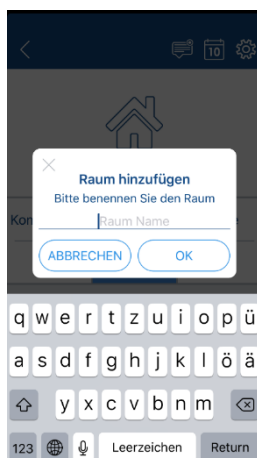 10
Raum hinzufügen
Bitte benennen Sie den Raum
Raum Name
ABBRECHEN OK
q w e r t z u i o p ü
a s d f g h j k l ö ä
y x c v b n m
123 Leerzeichen Return